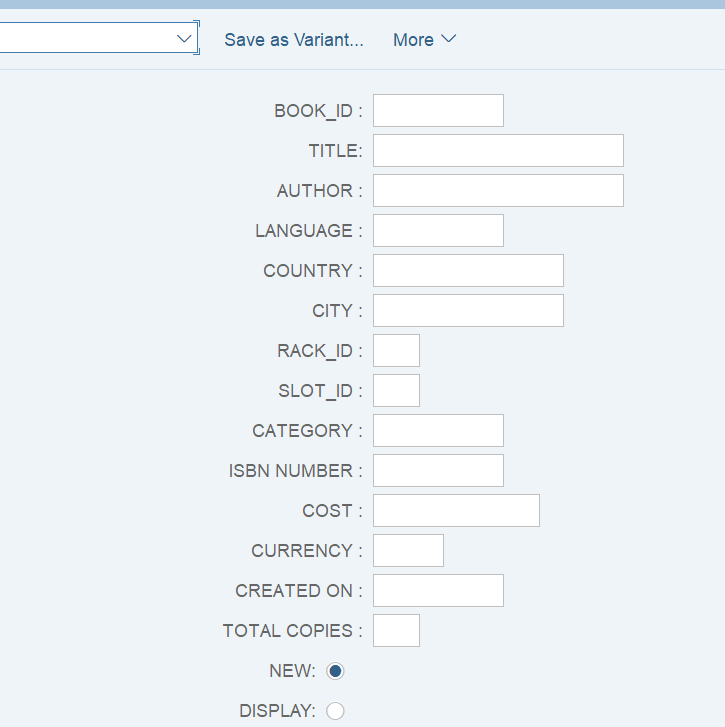 Save as Variant... More
BOOK_ID :
TITLE:
AUTHOR :
LANGUAGE :
COUNTRY :
CITY :
RACK_ID :
SLOT_ID :
CATEGORY :
ISBN NUMBER :
COST :
CURRENCY :
CREATED ON :
TOTAL COPIES :
NEW:
DISPLAY: